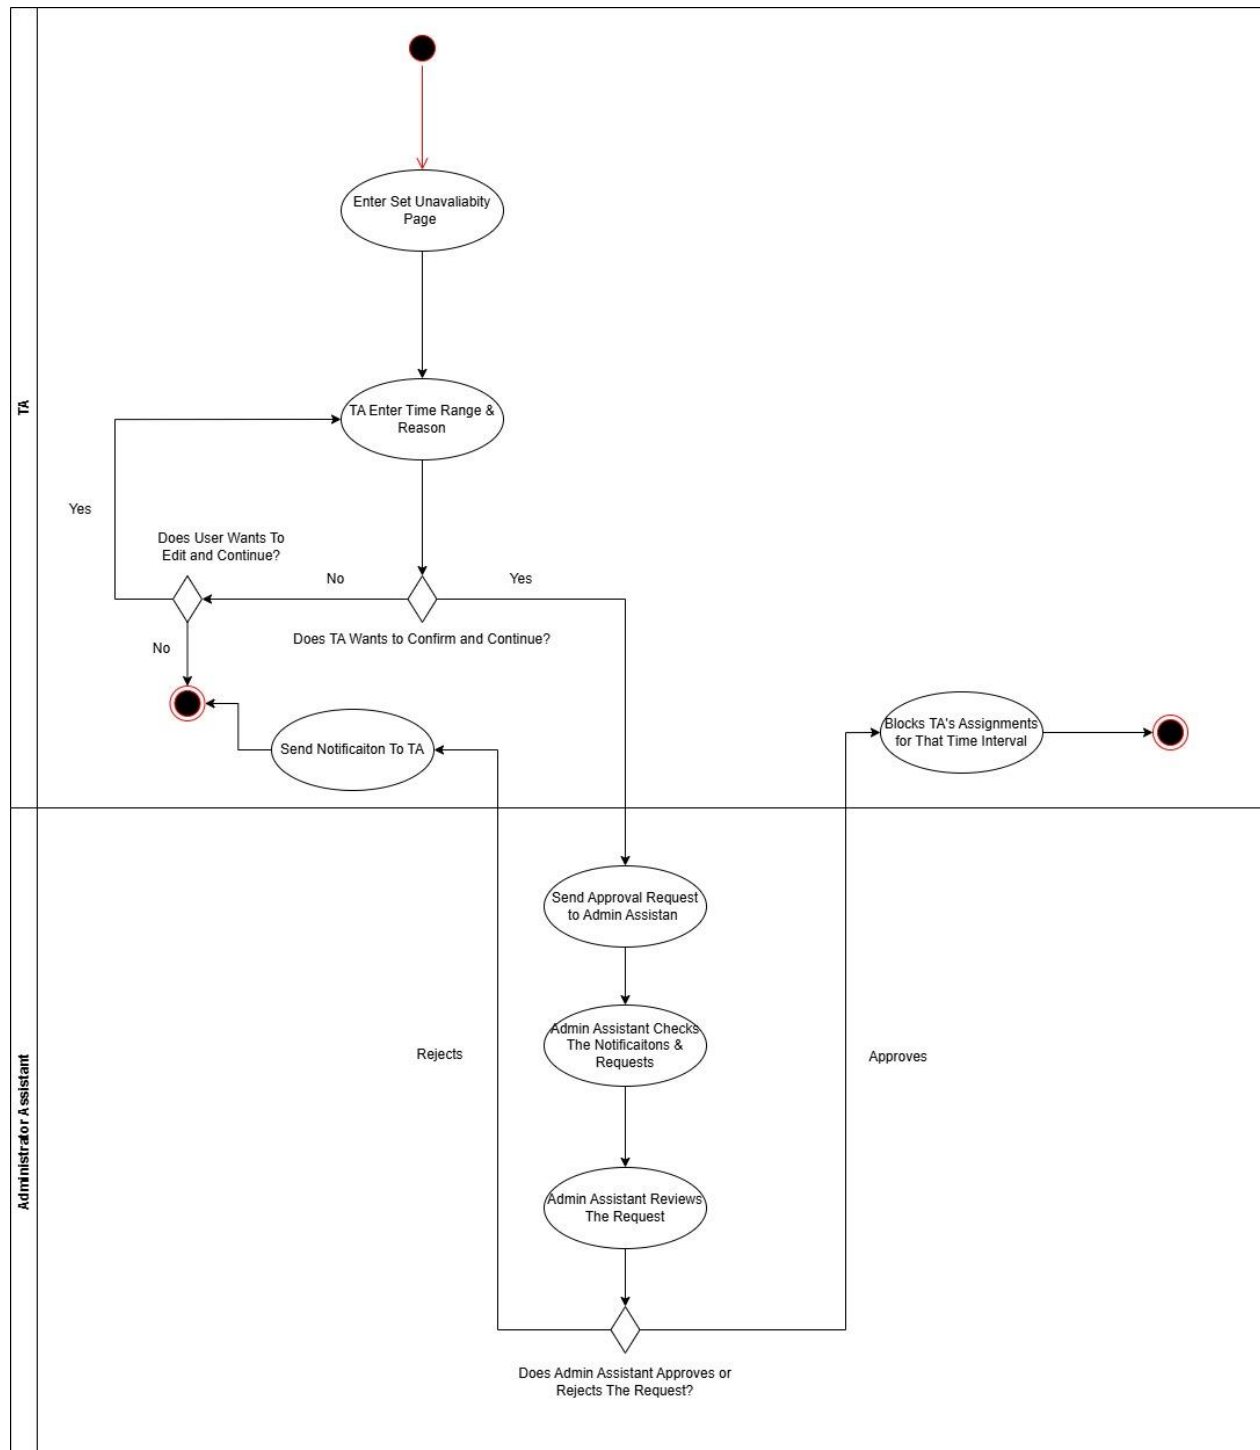 Enter Set Unavaliabity
Page
TA
TA Enter Time Range &
Reason
Yes
Does User Wants To
Edit and Continue?
No
Yes
Does TA Wants to Confirm and Continue?
No
Send Notificaiton To TA
Blocks TA's Assignments
for That Time Interval
Administrator Assistant
Send Approval Request
to Admin Assistan
Admin Assistant Checks
The Notificaitons &
Requests
Rejects
Approves
Admin Assistant Reviews
The Request
Does Admin Assistant Approves or
Rejects The Request?